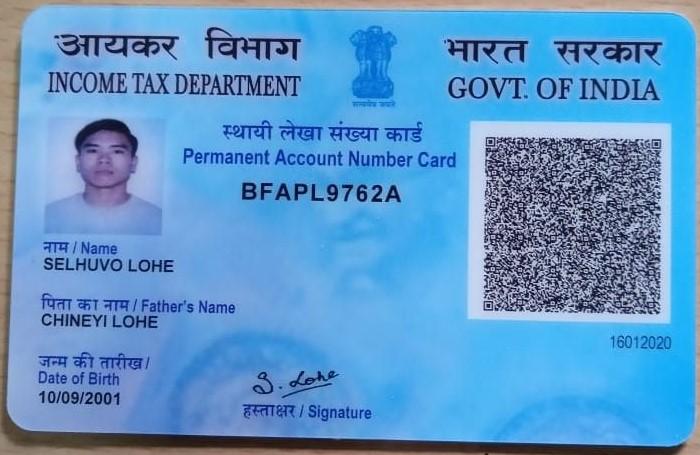 आयकर विभाग
INCOME TAX DEPARTMENT
सत्यमेव जयते
भारत सरकार
GOVT. OF INDIA
स्थायी लेखा संख्या कार्ड
Permanent Account Number Card
BFAPL9762A
नाम / Name
SELHUVO LOHE
पिता का नाम / Father's Name
CHINEYI LOHE
जन्म की तारीख /
Date of Birth
10/09/2001
S. Lohe
हस्ताक्षर / Signature
16012020